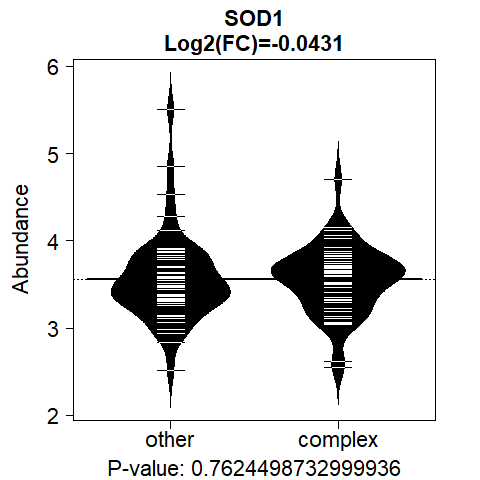 SOD1
Log2(FC)=-0.0431
Abundance
6
5
4
3
2
other complex
P-value: 0.7624498732999936